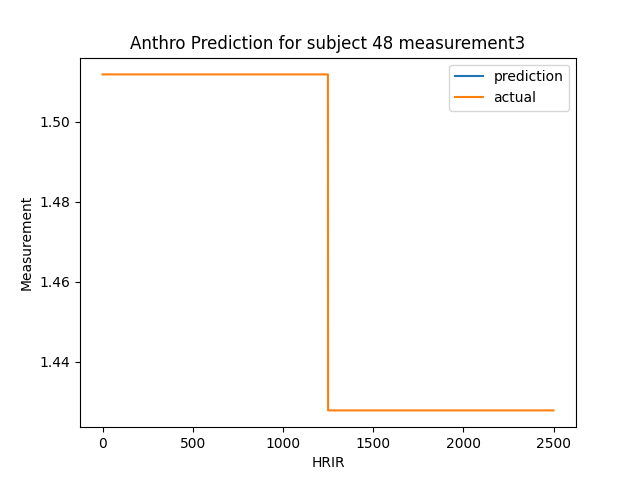 Anthro Prediction for subject 48 measurement3
prediction
actual
1.50
1.48
1.46
1.44
Measurement
0 500 1000 1500 2000 2500
HRIR